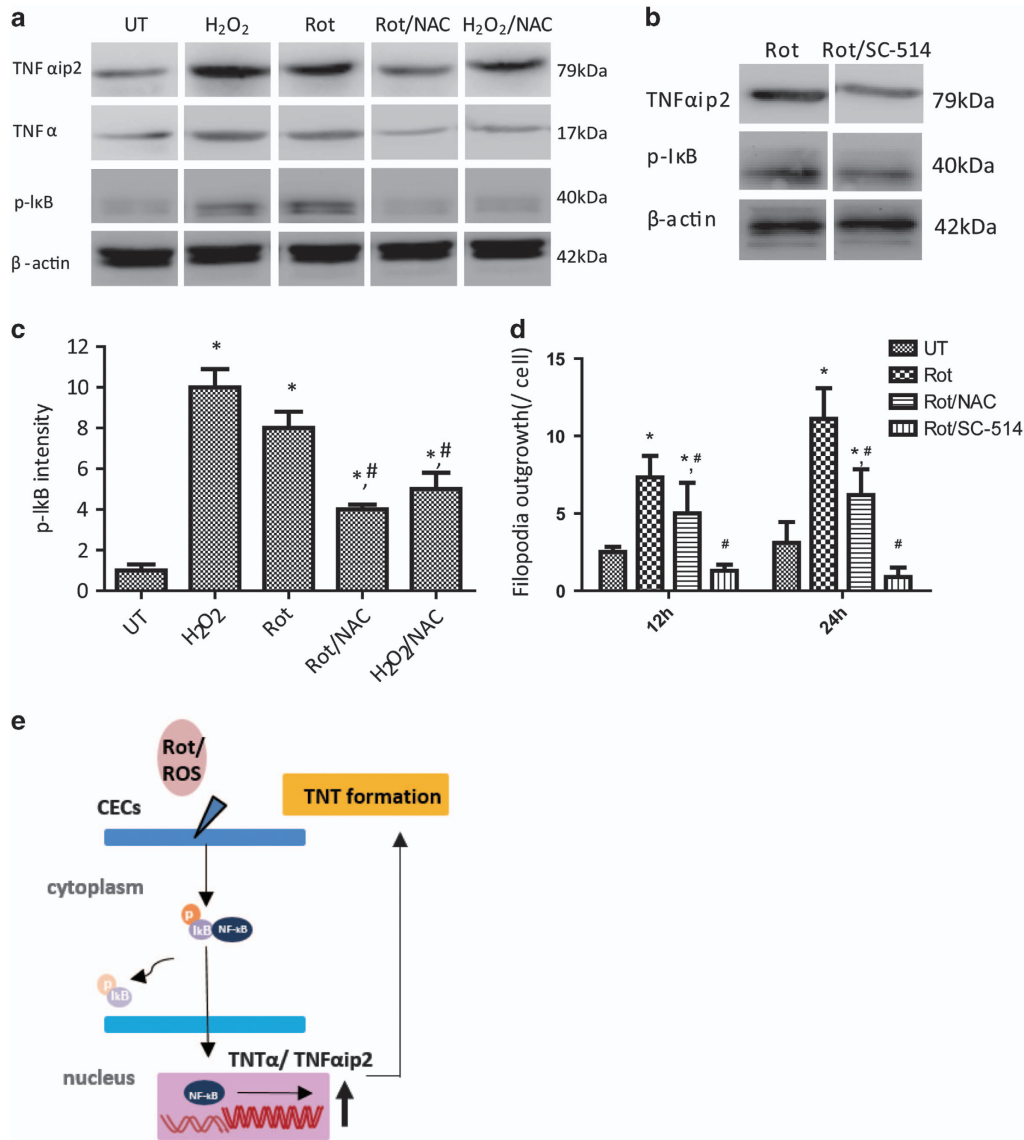 a
UT H2O2 Rot Rot/NAC H2O2/NAC
TNF αip2 79kDa
TNF α 17kDa
p-IκB 40kDa
β-actin 42kDa
b
Rot Rot/SC-514
TNFαip2 79kDa
p-IκB 40kDa
β-actin 42kDa
c
p-IkB intensity
12
10
8
6
4
2
0
* * *,# *,#
UT H2O2 Rot Rot/NAC H2O2/NAC
d
Filopodia outgrowth(/ cell)
15
10
5
0
* *,# # * *,# #
12h 24h
UT
Rot
Rot/NAC
Rot/SC-514
e
Rot/
ROS
TNT formation
CECs
cytoplasm
p
IκB NF-κB
p
IκB
TNTα/ TNFαip2
nucleus
NF-κB